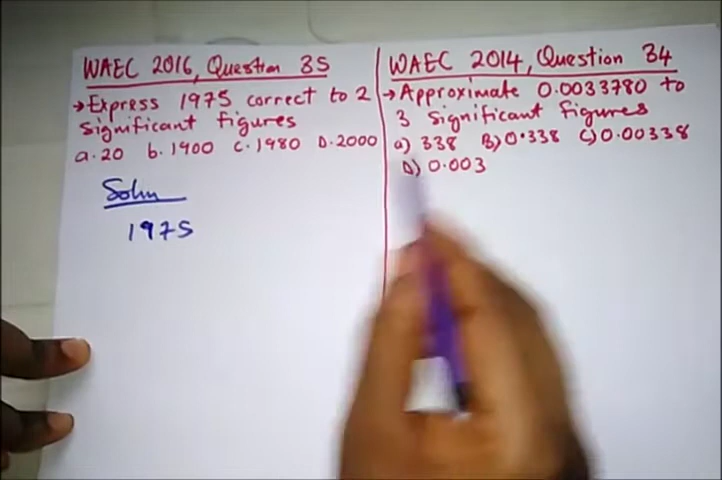 WAEC 2016, Question 35
→Express 1975 correct to 2
significant figures
a.20 b.1900 c.1980 D.2000
Soln
1975
WAEC 2014, Question 34
→Approximate 0.0033780 to
3 significant figures
a) 338 B) 0.338 C) 0.00338
D) 0.003